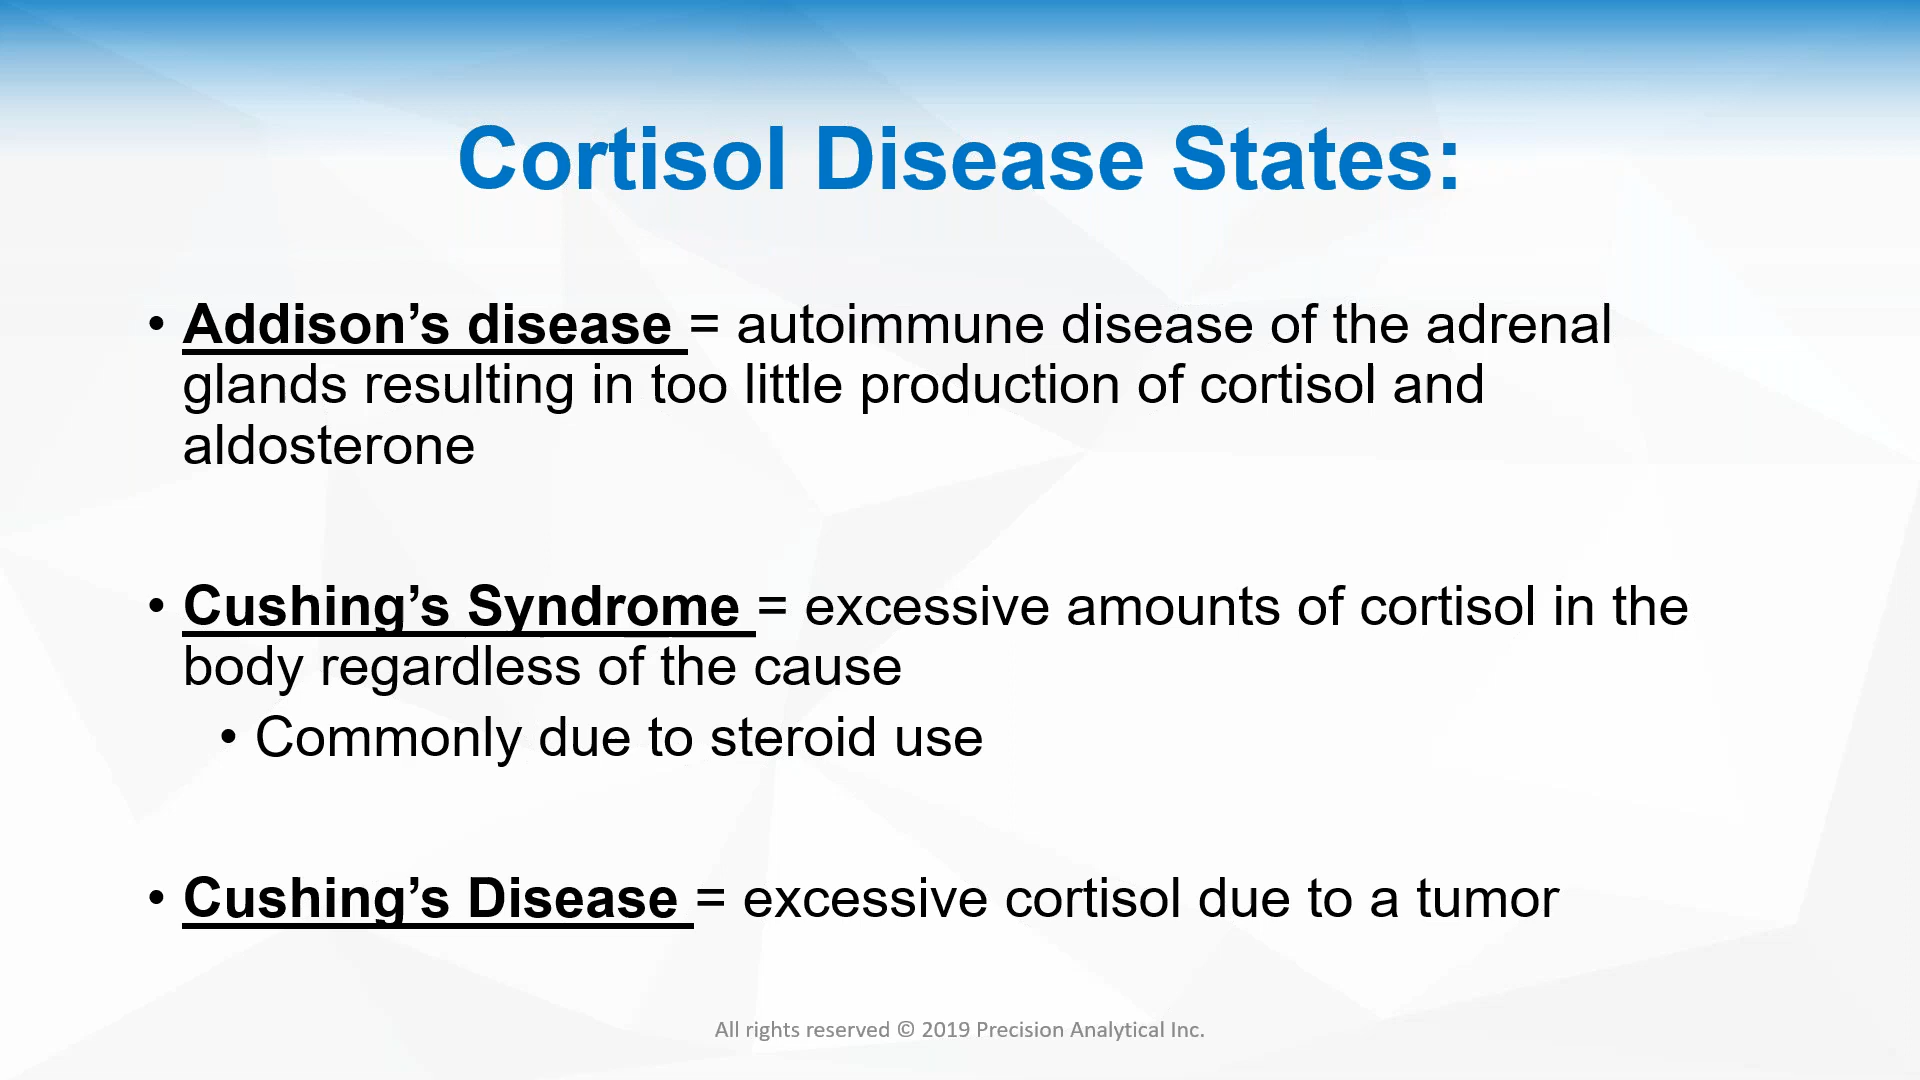 Cortisol Disease States:
• Addison’s disease = autoimmune disease of the adrenal
glands resulting in too little production of cortisol and
aldosterone
• Cushing’s Syndrome = excessive amounts of cortisol in the
body regardless of the cause
• Commonly due to steroid use
• Cushing’s Disease = excessive cortisol due to a tumor
All rights reserved © 2019 Precision Analytical Inc.